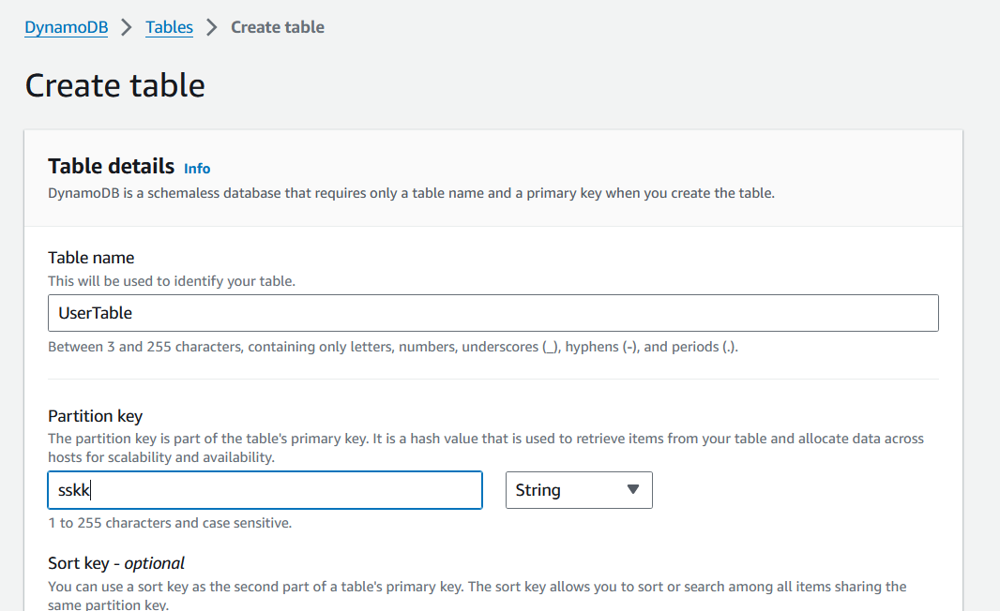 DynamoDB > Tables > Create table
Create table
Table details Info
DynamoDB is a schemaless database that requires only a table name and a primary key when you create the table.
Table name
This will be used to identify your table.
UserTable
Between 3 and 255 characters, containing only letters, numbers, underscores (_), hyphens (-), and periods (.).
Partition key
The partition key is part of the table's primary key. It is a hash value that is used to retrieve items from your table and allocate data across
hosts for scalability and availability.
sskk String
1 to 255 characters and case sensitive.
Sort key - optional
You can use a sort key as the second part of a table's primary key. The sort key allows you to sort or search among all items sharing the
same partition key.